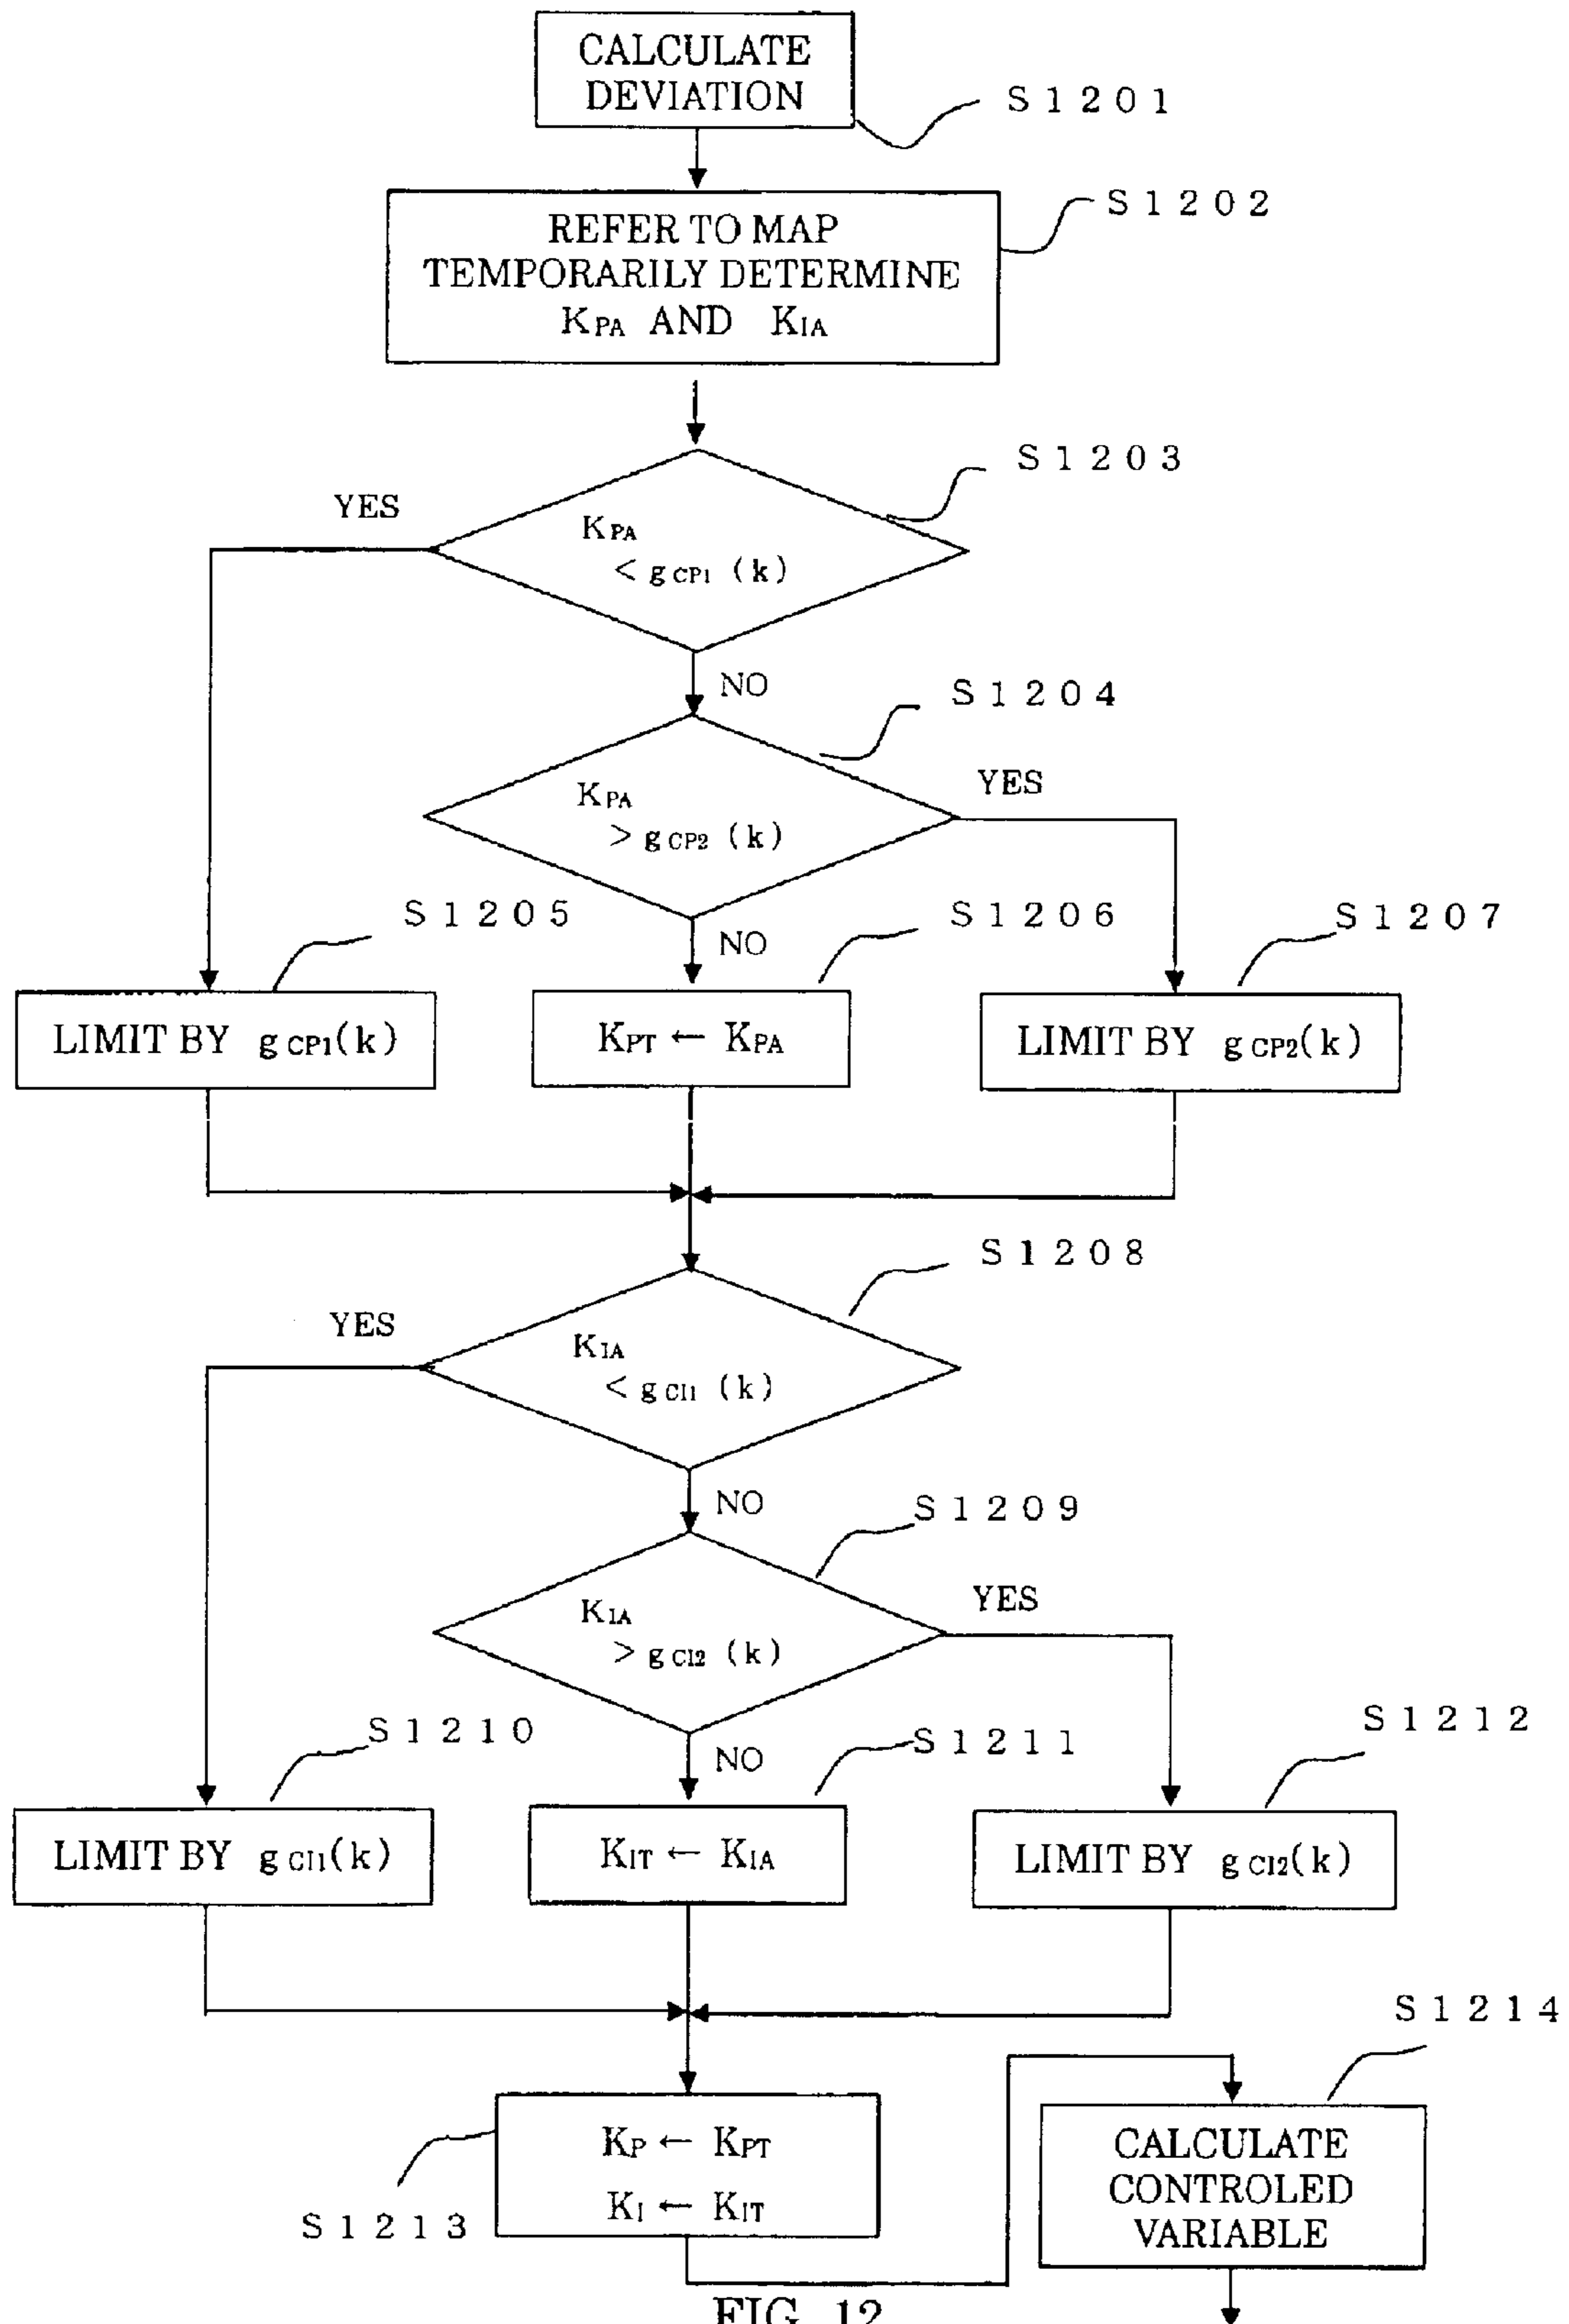 CALCULATE
DEVIATION
S1201
REFER TO MAP
TEMPORARILY DETERMINE
KPA AND KIA
S1202
S1203
YES
KPA
< gCP1 (k)
NO
S1204
YES
KPA
> gCP2 (k)
NO
S1205
S1206
S1207
LIMIT BY gCP1(k)
KPT ← KPA
LIMIT BY gCP2(k)
S1208
YES
KIA
< gCI1 (k)
NO
S1209
YES
KIA
> gCI2 (k)
NO
S1210
S1211
S1212
LIMIT BY gCI1(k)
KIT ← KIA
LIMIT BY gCI2(k)
S1214
KP ← KPT
KI ← KIT
S1213
CALCULATE
CONTROLED
VARIABLE
FIG. 12